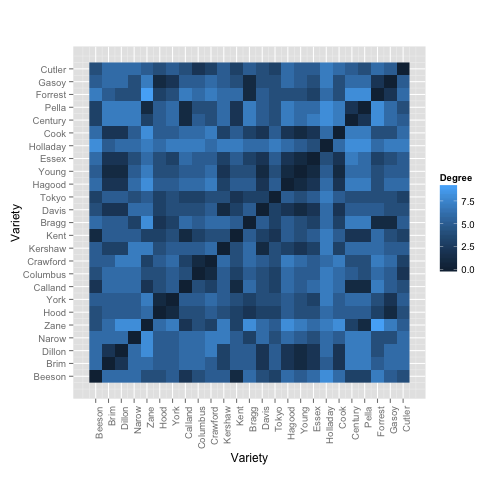 Cutler
Gasoy
Forrest
Pella
Century
Cook
Holladay
Essex
Young
Hagood
Tokyo
Davis
Bragg
Kent
Kershaw
Crawford
Columbus
Calland
York
Hood
Zane
Narow
Dillon
Brim
Beeson
Variety
Beeson
Brim
Dillon
Narow
Zane
Hood
York
Calland
Columbus
Crawford
Kershaw
Kent
Bragg
Davis
Tokyo
Hagood
Young
Essex
Holladay
Cook
Century
Pella
Forrest
Gasoy
Cutler
Variety
Degree
7.5
5.0
2.5
0.0